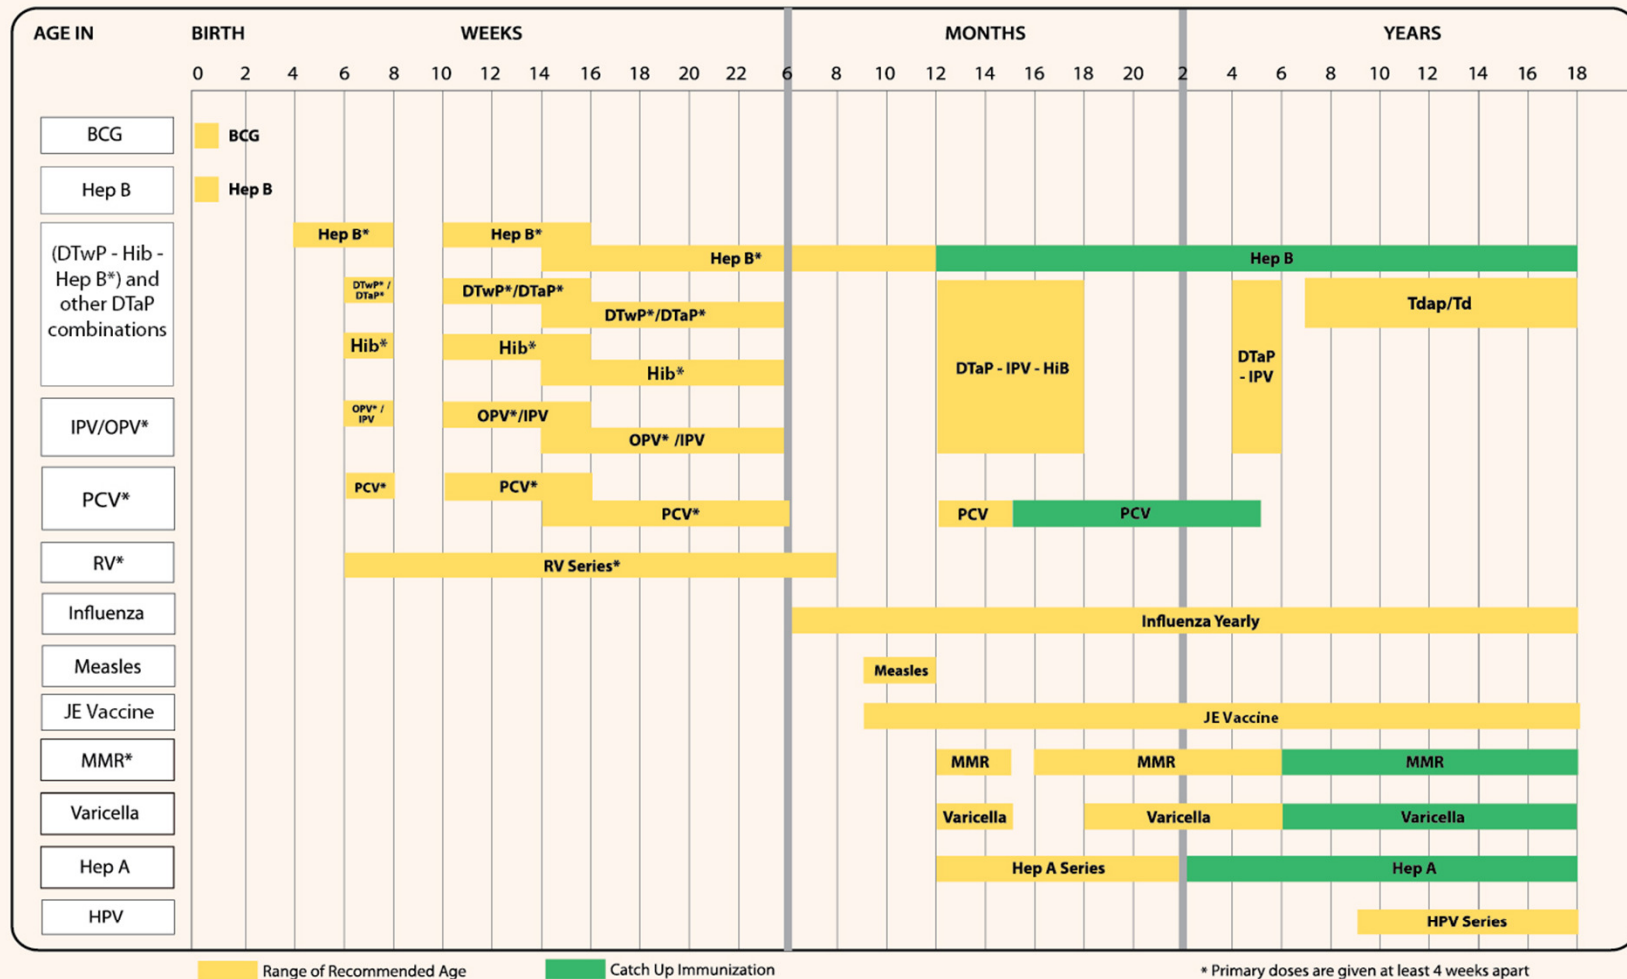 AGE IN BIRTH WEEKS MONTHS YEARS
0 2 4 6 8 10 12 14 16 20 22 6 8 10 12 14 18 20 2 4 6 8 10 12 14 16 18
BCG BCG
Hep B Hep B
(DTwP - Hib -
Hep B*) and
other DTaP
combinations
Hep B* Hep B*
Hep B* Hep B
DTwP* /
DTaP*
DTwP*/DTaP*
DTwP*/DTaP*
Hib* Hib*
Hib*
DTaP - IPV - HiB
DTaP
- IPV
Tdap/Td
IPV/OPV*
OPV* /
IPV
OPV*/IPV
OPV* /IPV
PCV*
PCV* PCV*
PCV* PCV PCV
RV* RV Series*
Influenza Influenza Yearly
Measles Measles
JE Vaccine JE Vaccine
MMR* MMR MMR MMR
Varicella Varicella Varicella Varicella
Hep A Hep A Series Hep A
HPV HPV Series
Range of Recommended Age Catch Up Immunization * Primary doses are given at least 4 weeks apart